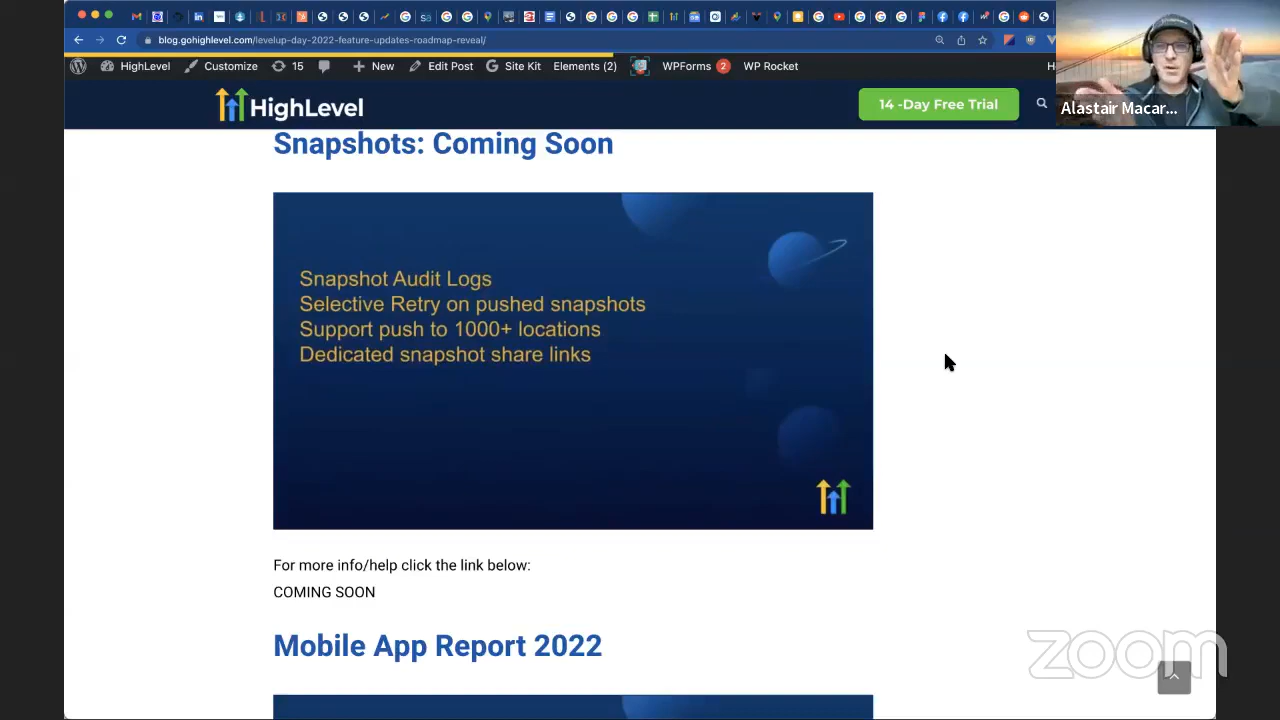 blog.gohighlevel.com/levelup-day-2022-feature-updates-roadmap-reveal/
HighLevel
Customize
15
New
Edit Post
Site Kit
Elements (2)
WPForms 2
WP Rocket
H
HighLevel
14 -Day Free Trial
Alastair Macar...
Snapshots: Coming Soon
Snapshot Audit Logs
Selective Retry on pushed snapshots
Support push to 1000+ locations
Dedicated snapshot share links
For more info/help click the link below:
COMING SOON
Mobile App Report 2022
zoom